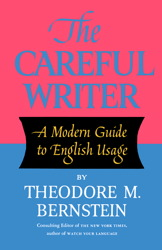 The
CAREFUL
WRITER
A Modern Guide
to English Usage
BY
THEODORE M.
BERNSTEIN
Consulting Editor of THE NEW YORK TIMES,
author of WATCH YOUR LANGUAGE